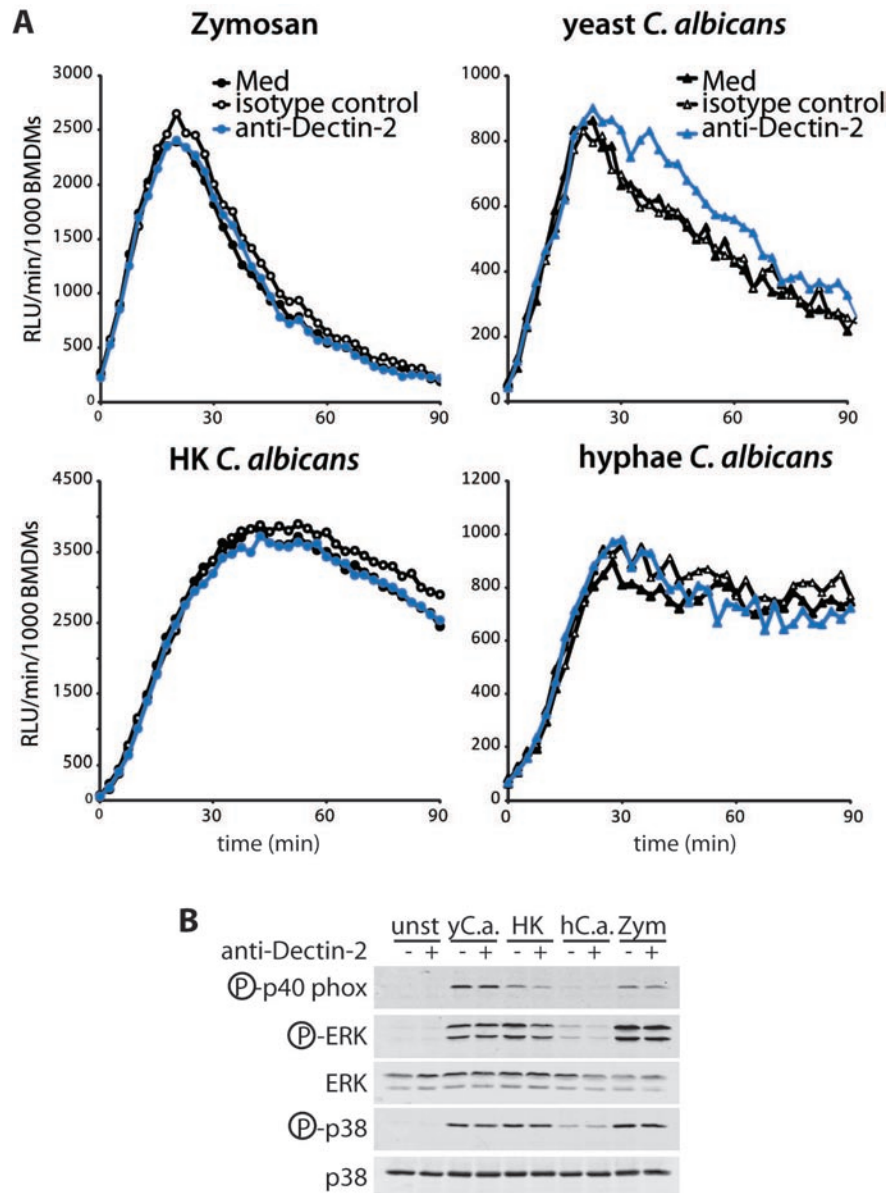 A
Zymosan
3000
2500
2000
1500
1000
500
0
0
30
60
90
RLU/min/1000 BMDMs
Med
isotype control
anti-Dectin-2
yeast C. albicans
1000
800
600
400
200
0
0
30
60
90
Med
isotype control
anti-Dectin-2
HK C. albicans
4500
3500
2500
1500
500
0
0
30
60
90
RLU/min/1000 BMDMs
time (min)
hyphae C. albicans
1200
1000
800
600
400
200
0
0
30
60
90
time (min)
B
unst yC.a. HK hC.a. Zym
anti-Dectin-2 - + - + - + - + - +
P-p40 phox
P-ERK
ERK
P-p38
p38